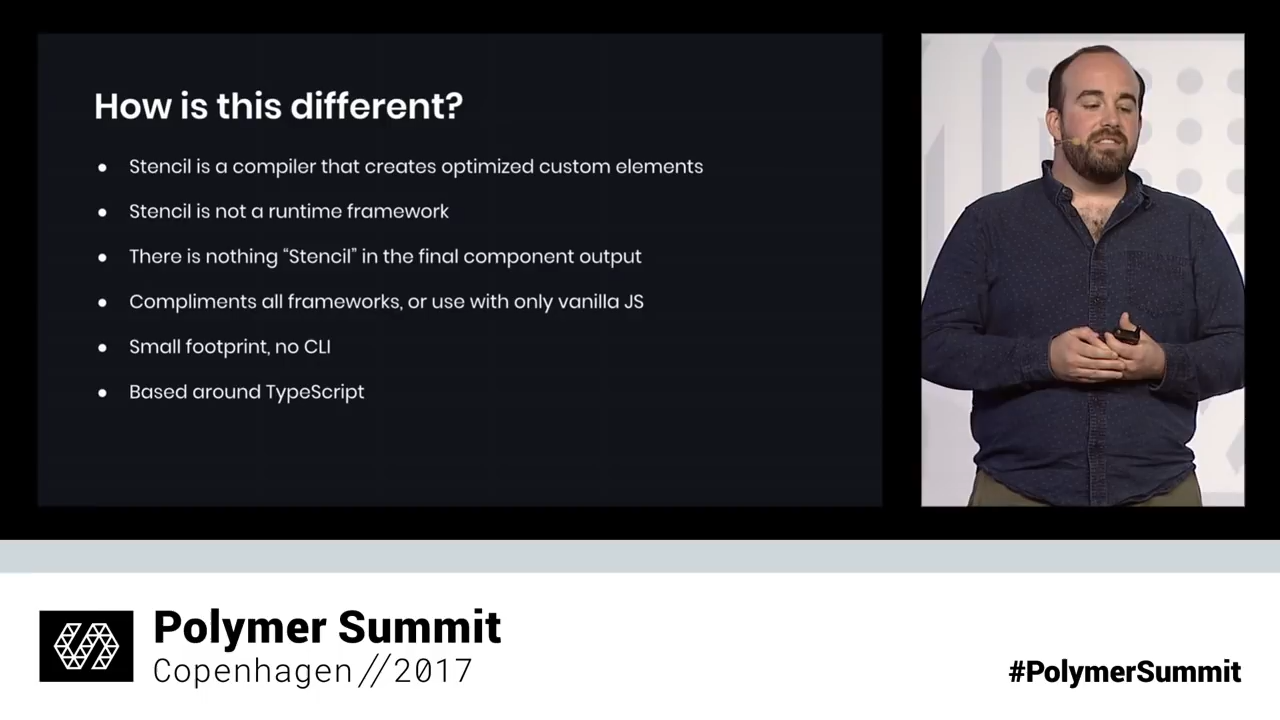 How is this different?
• Stencil is a compiler that creates optimized custom elements
• Stencil is not a runtime framework
• There is nothing “Stencil” in the final component output
• Compliments all frameworks, or use with only vanilla JS
• Small footprint, no CLI
• Based around TypeScript
Polymer Summit
Copenhagen//2017
#PolymerSummit